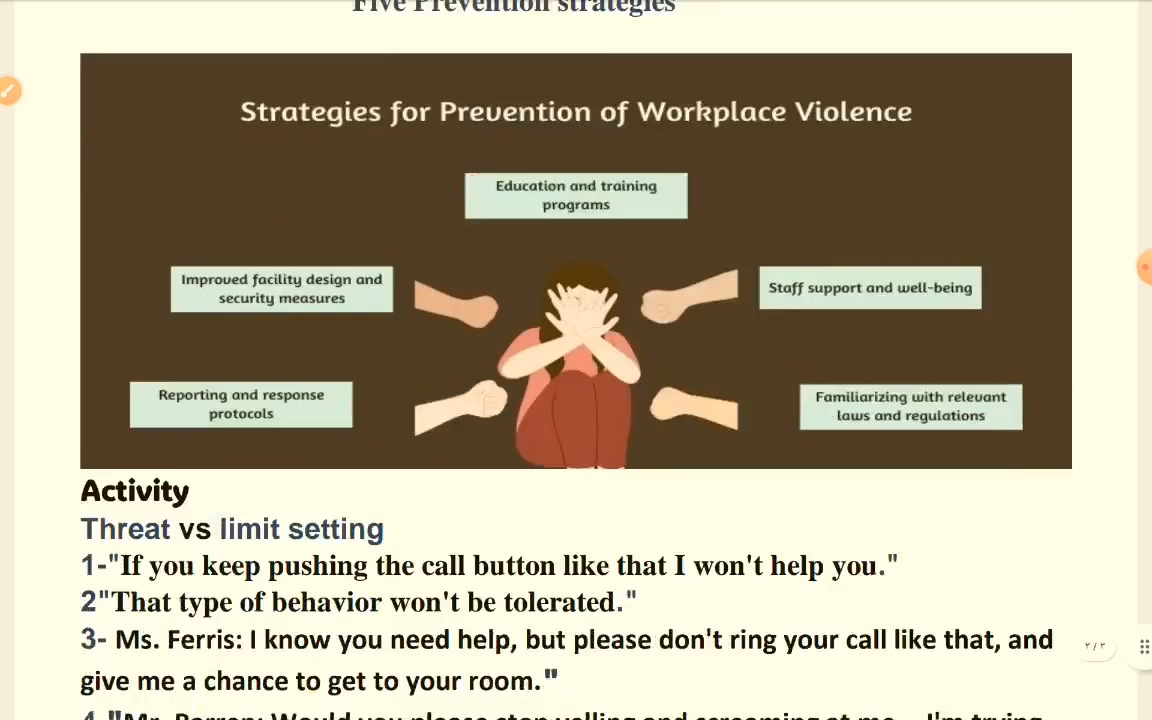 Five Prevention strategies
Strategies for Prevention of Workplace Violence
Education and training
programs
Improved facility design and
security measures
Staff support and well-being
Reporting and response
protocols
Familiarizing with relevant
laws and regulations
Activity
Threat vs limit setting
1-"If you keep pushing the call button like that I won't help you."
2"That type of behavior won't be tolerated."
3- Ms. Ferris: I know you need help, but please don't ring your call like that, and
give me a chance to get to your room."
٢/٢